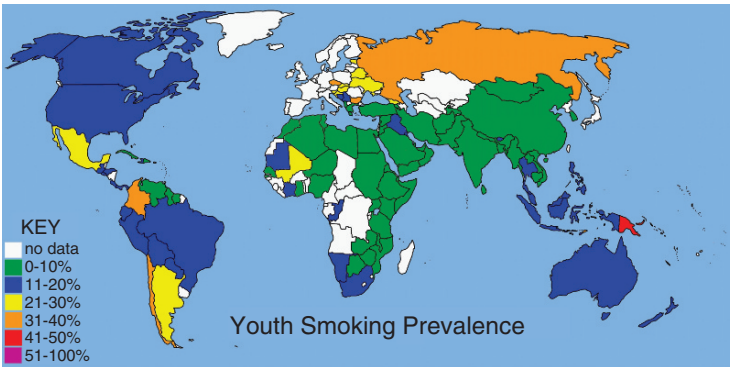 KEY
no data
0-10%
11-20%
21-30%
31-40%
41-50%
51-100%
Youth Smoking Prevalence